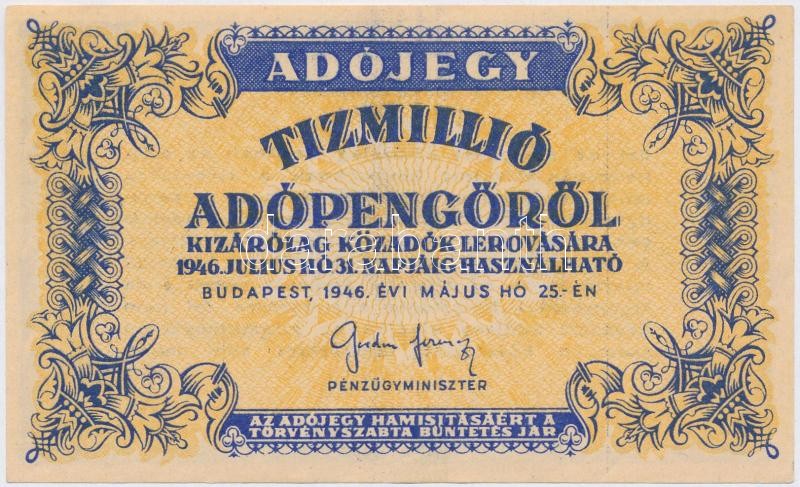 ADÓJEGY
TIZMILLIÓ
ADÓPENGŐRŐL
KIZÁRÓLAG KÖZADÓK LEROVÁSÁRA
1946. JULIUS HÓ 31. NAPJÁIG HASZNÁLHATÓ
BUDAPEST, 1946. ÉVI MÁJUS HÓ 25.-ÉN
PÉNZÜGYMINISZTER
AZ ADÓJEGY HAMISITÁSÁÉRT A
TÖRVÉNYSZABTA BÜNTETÉS JÁR